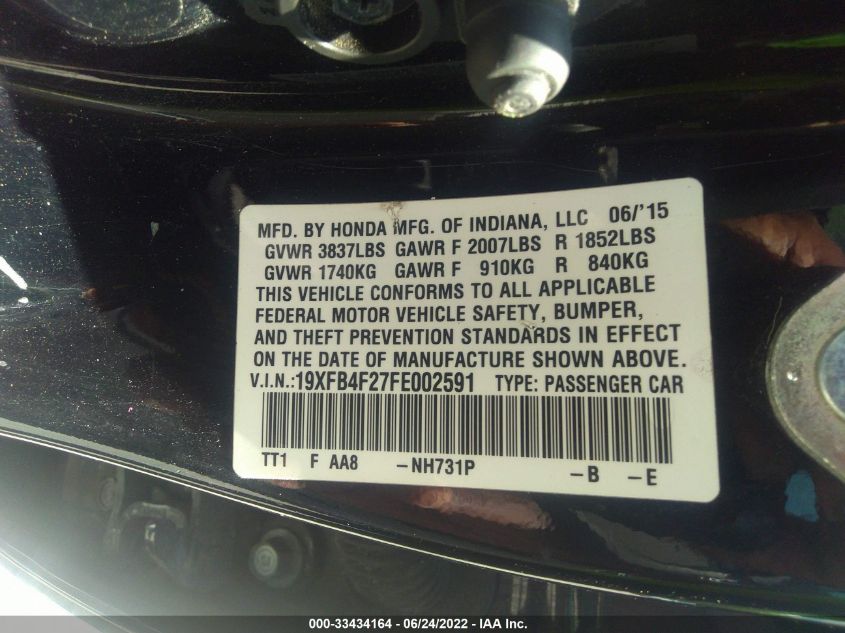 MFD. BY HONDA MFG. OF INDIANA, LLC 06/'15
GVWR 3837LBS GAWR F 2007LBS R 1852LBS
GVWR 1740KG GAWR F 910KG R 840KG
THIS VEHICLE CONFORMS TO ALL APPLICABLE
FEDERAL MOTOR VEHICLE SAFETY, BUMPER,
AND THEFT PREVENTION STANDARDS IN EFFECT
ON THE DATE OF MANUFACTURE SHOWN ABOVE.
V.I.N.:19XFB4F27FE002591 TYPE: PASSENGER CAR
TT1 F AA8 –NH731P –B –E
000-33434164 - 06/24/2022 - IAA Inc.